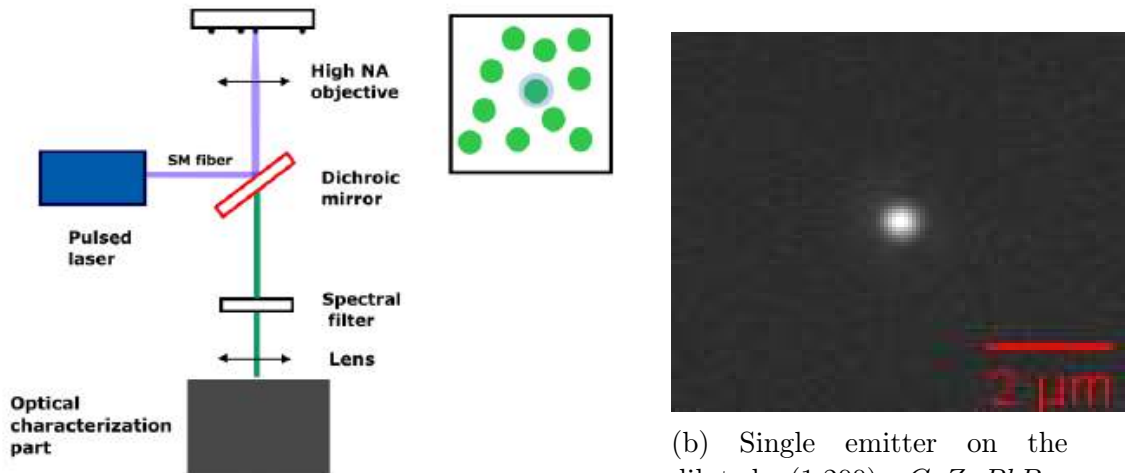 High NA
objective
SM fiber
Dichroic
mirror
Pulsed
laser
Spectral
filter
Lens
Optical
characterization
part
2 μm
(b) Single emitter on the